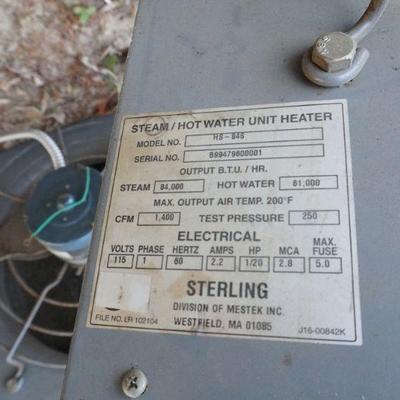 STEAM / HOT WATER UNIT HEATER
MODEL NO. HS-84S
SERIAL NO. B99479600001
OUTPUT B.T.U / HR.
STEAM 84,000 HOT WATER 61,000
MAX. OUTPUT AIR TEMP. 200°F
CFM 1,400 TEST PRESSURE 250
ELECTRICAL
VOLTS PHASE HERTZ AMPS HP MCA MAX. FUSE
115 1 60 2.2 1/20 2.8 5.0
STERLING
DIVISION OF MESTEK INC.
WESTFIELD, MA 01085
FILE NO. LR 102104
J16-00842K